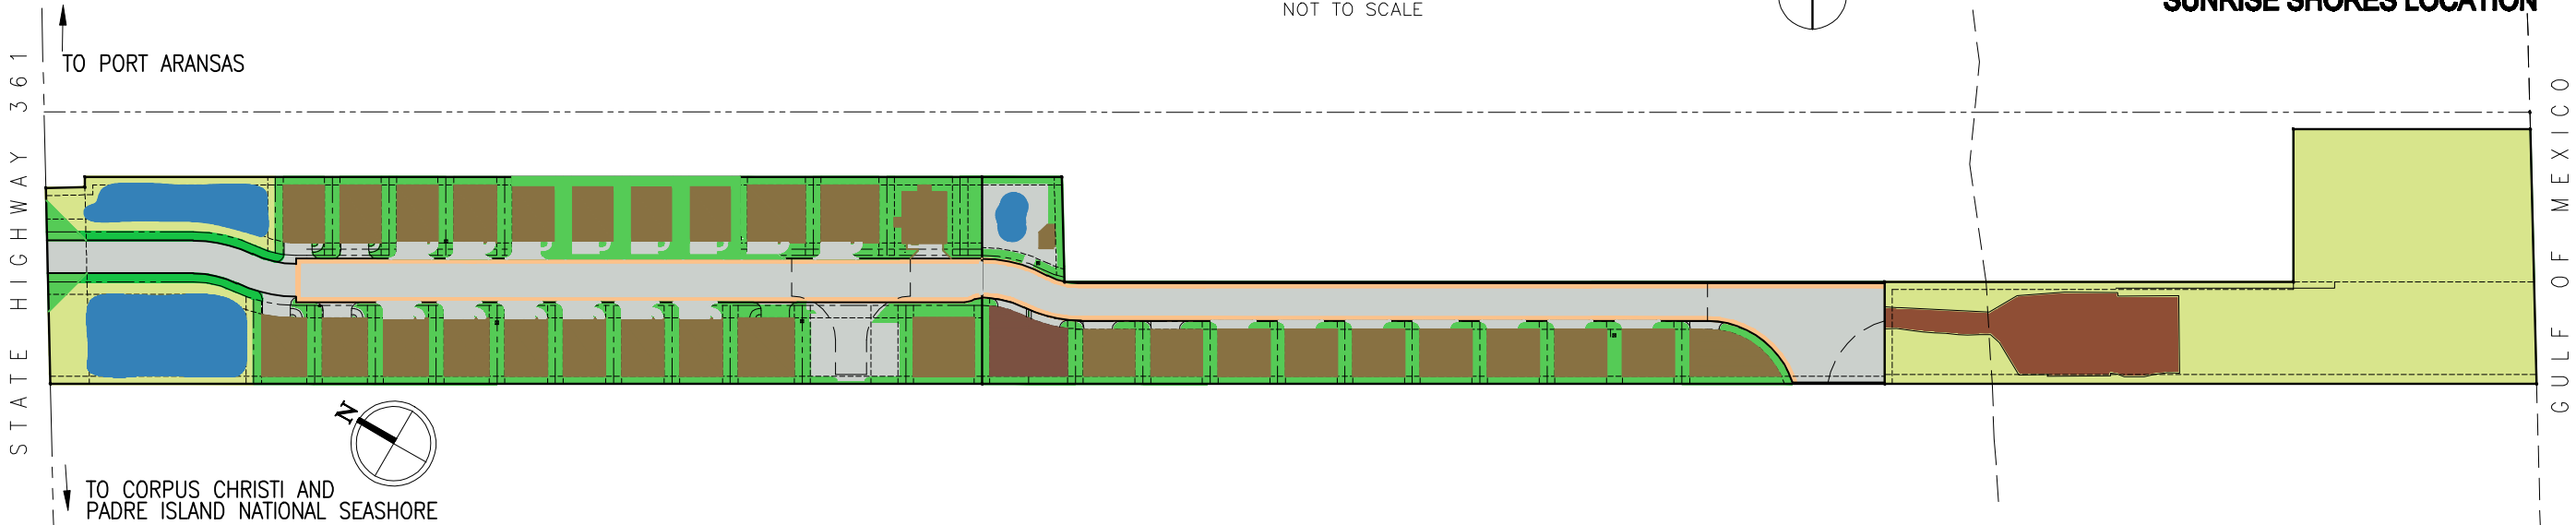 NOT TO SCALE
SUNRISE SHORES LOCATION
TO PORT ARANSAS
STATE HIGHWAY 361
GULF OF MEXICO
N
TO CORPUS CHRISTI AND
PADRE ISLAND NATIONAL SEASHORE